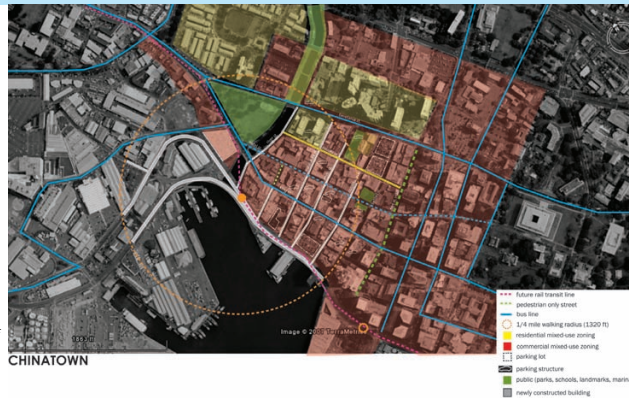 Image © 2007 TerraMetrics
CHINATOWN
future rail transit line
pedestrian only street
bus line
1/4 mile walking radius (1320 ft)
residential mixed-use zoning
commercial mixed-use zoning
parking lot
parking structure
public (parks, schools, landmarks, marin
newly constructed building